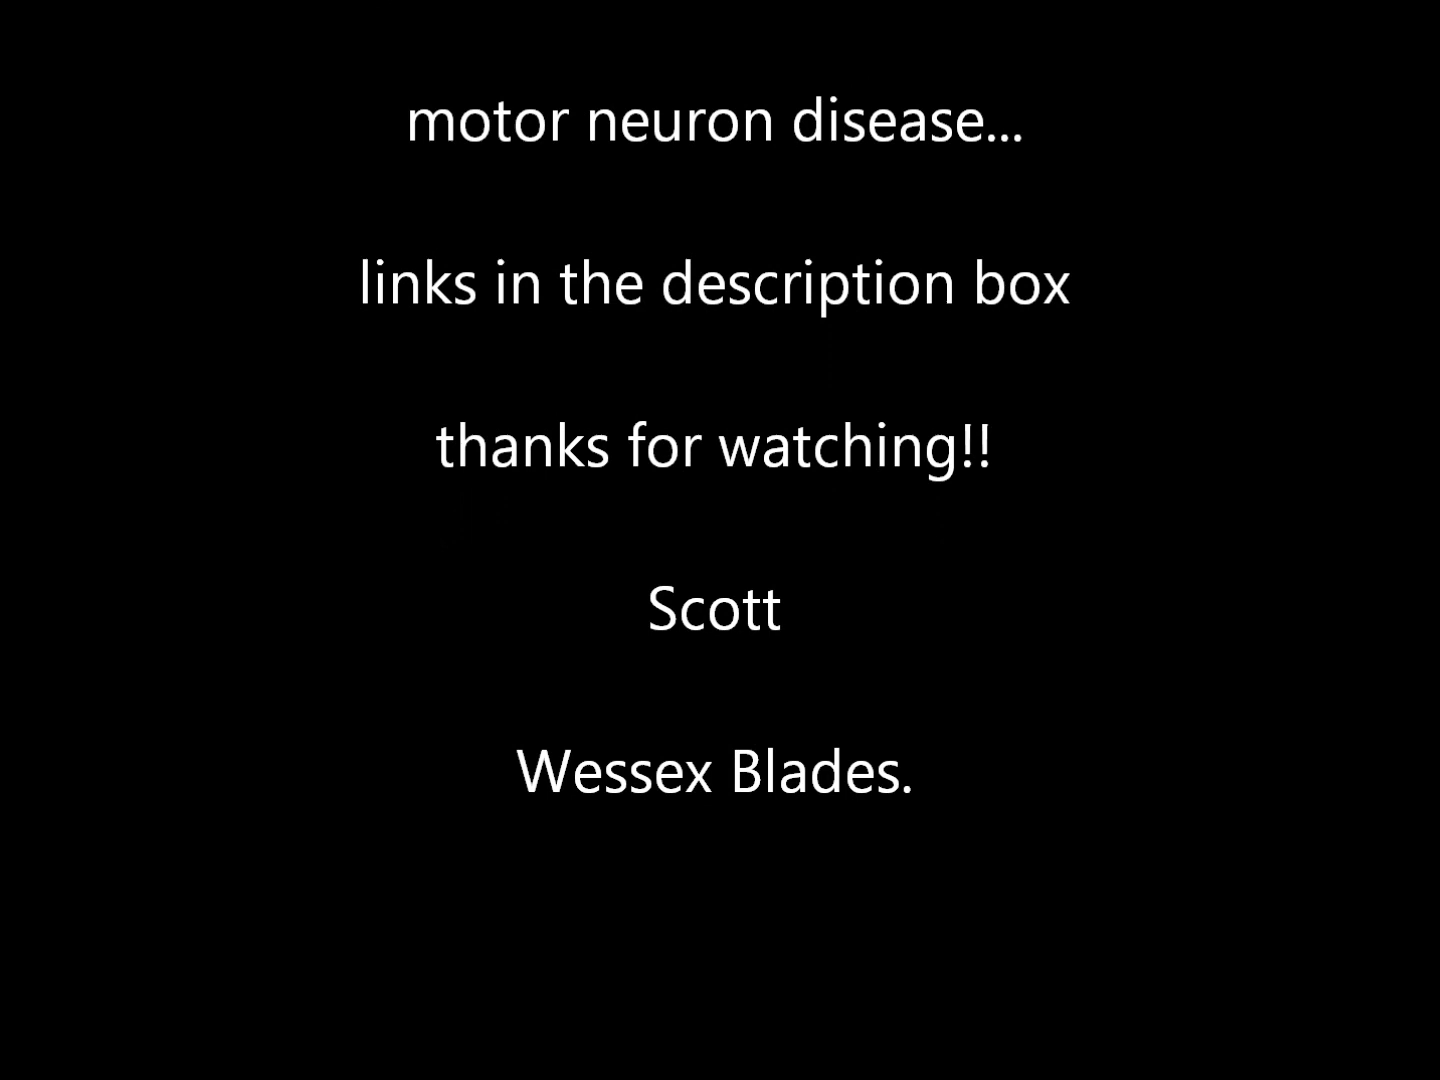 motor neuron disease...
links in the description box
thanks for watching!!
Scott
Wessex Blades.